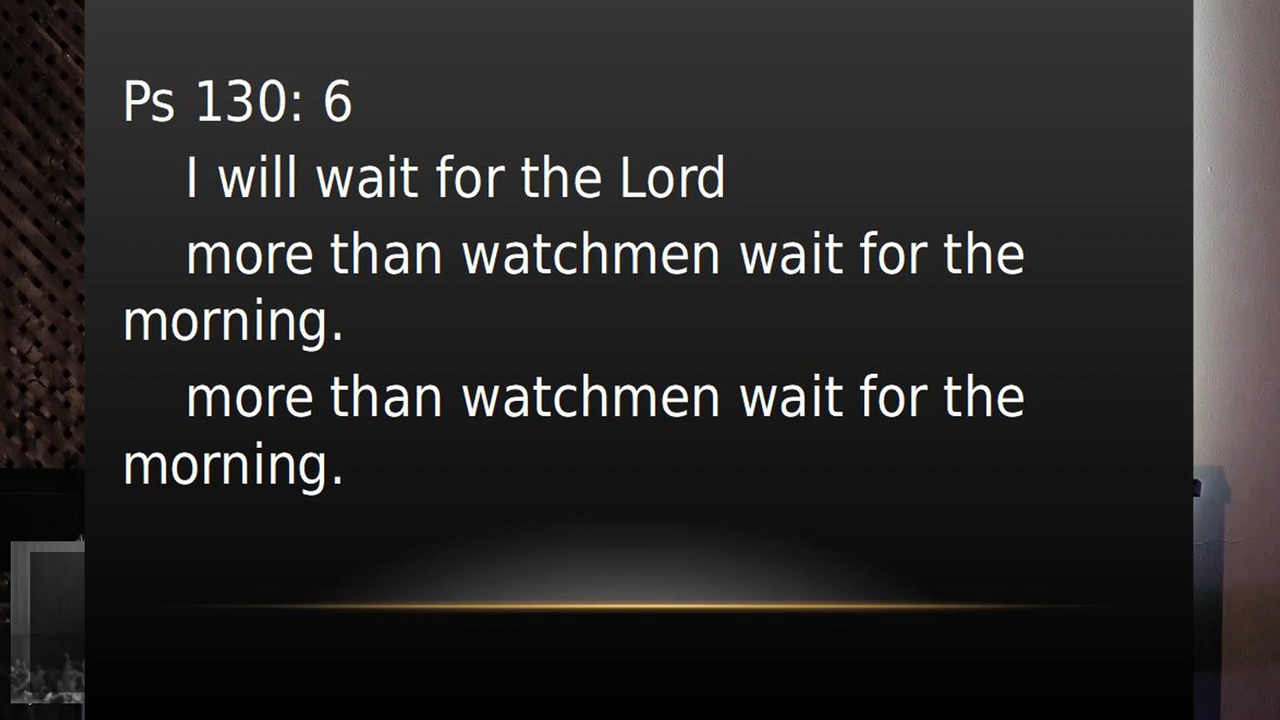 Ps 130: 6
I will wait for the Lord
more than watchmen wait for the
morning.
more than watchmen wait for the
morning.